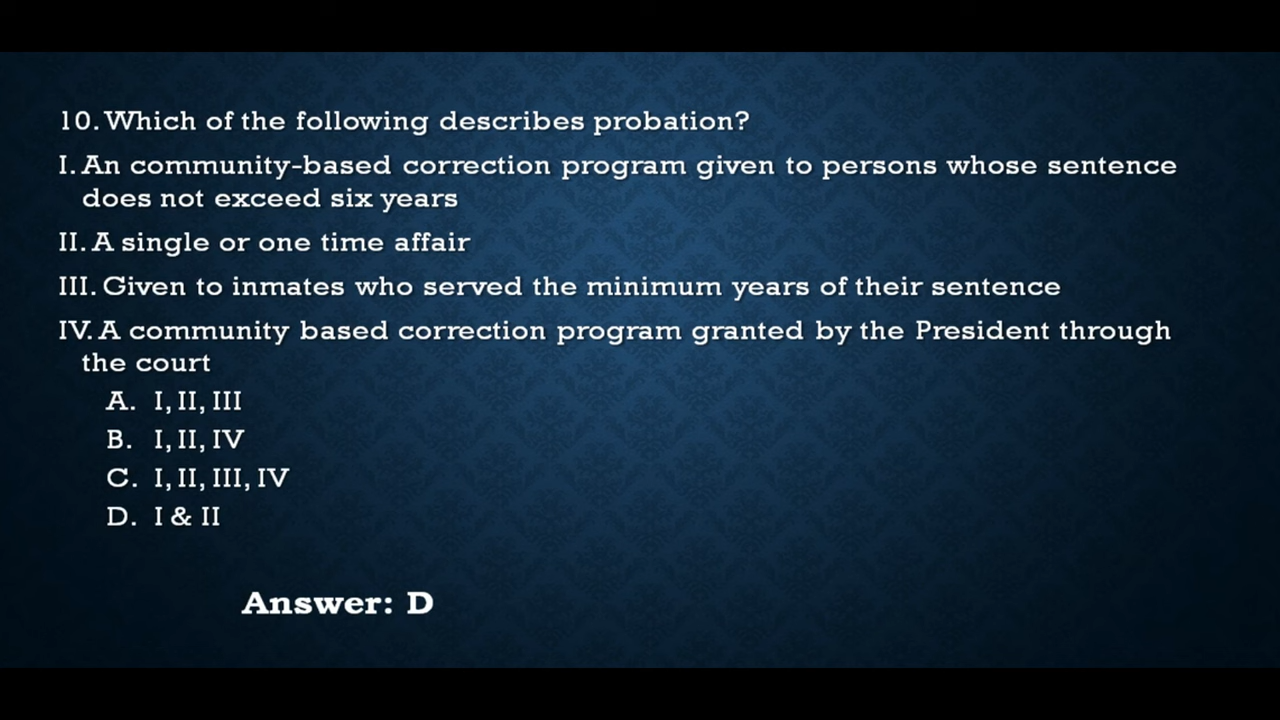 10. Which of the following describes probation?
I. An community-based correction program given to persons whose sentence
does not exceed six years
II. A single or one time affair
III. Given to inmates who served the minimum years of their sentence
IV. A community based correction program granted by the President through
the court
A. I, II, III
B. I, II, IV
C. I, II, III, IV
D. I & II
Answer: D